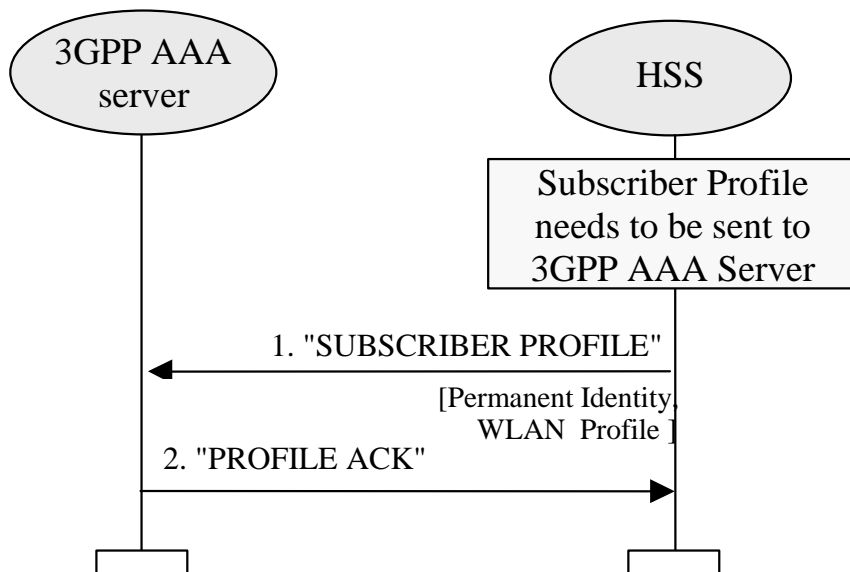 3GPP AAA
server
HSS
Subscriber Profile
needs to be sent to
3GPP AAA Server
1. "SUBSCRIBER PROFILE"
[Permanent Identity,
WLAN Profile ]
2. "PROFILE ACK"